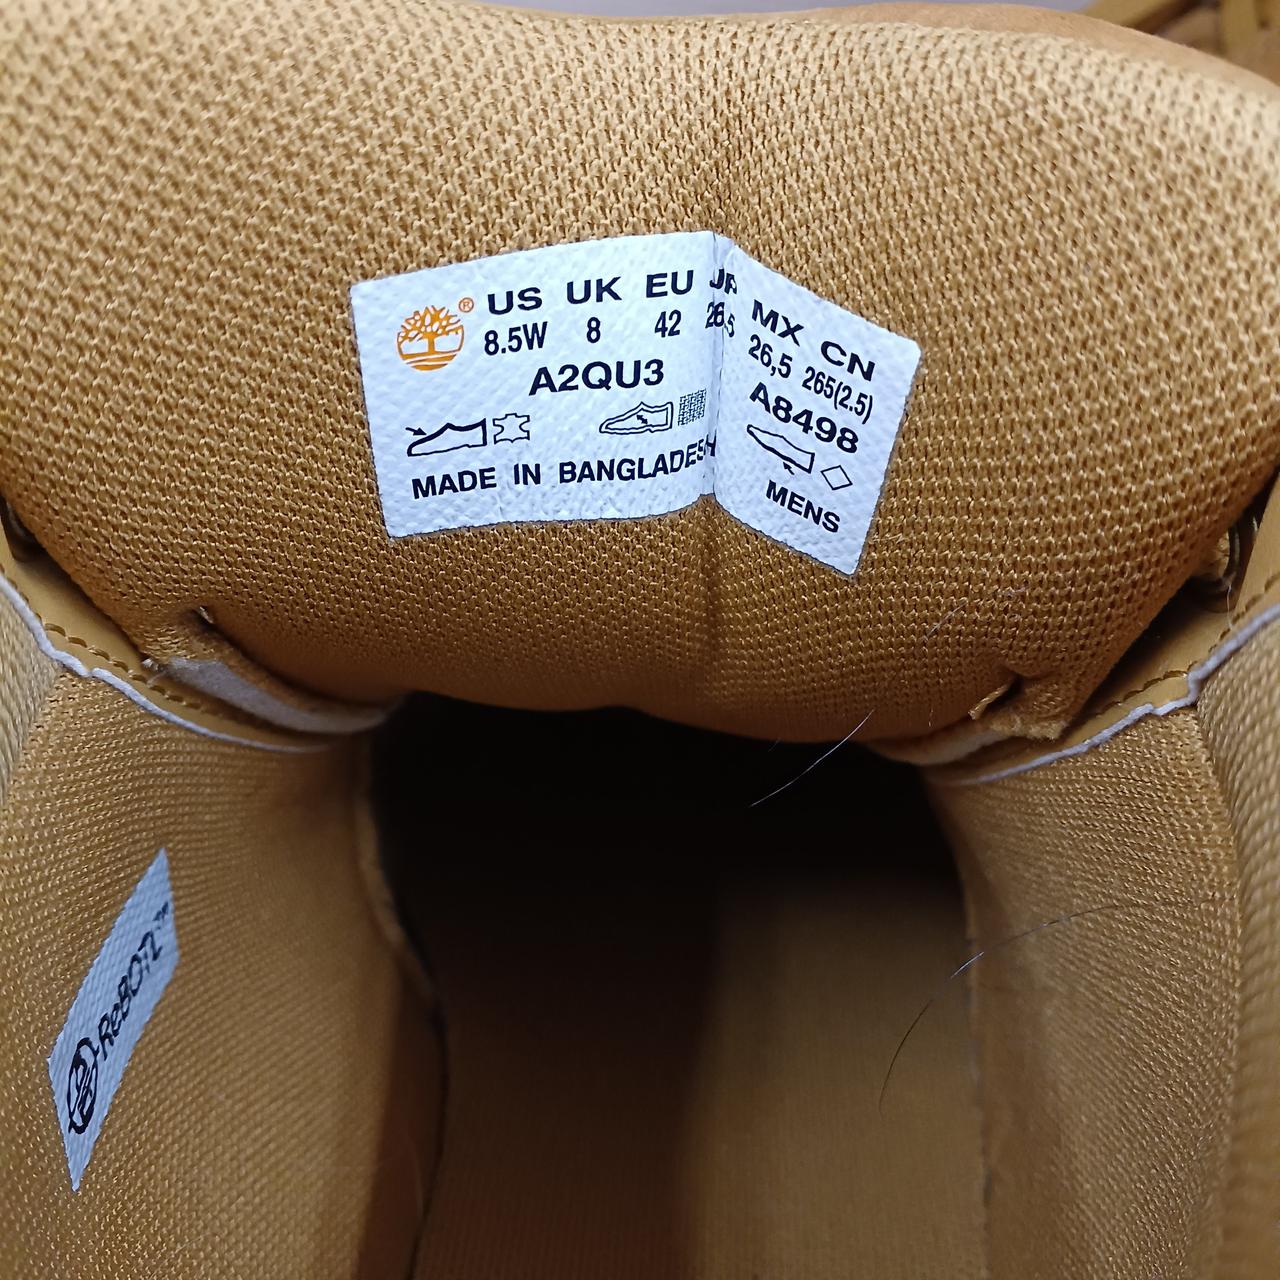 ® US UK EU JP MX CN
8.5W 8 42 26.5 26,5 265(2.5)
A2QU3 A8498
MADE IN BANGLADESH MENS
ReBOTL™